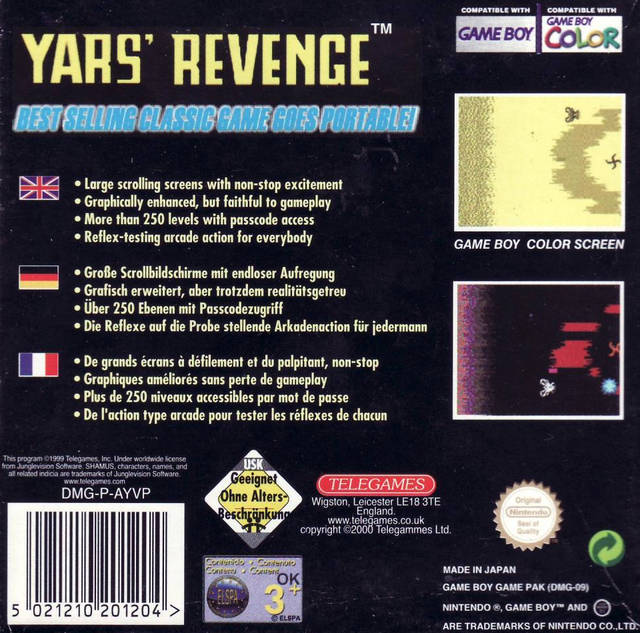 YARS' REVENGE™
BEST SELLING CLASSIC GAME GOES PORTABLE!
COMPATIBLE WITH
GAME BOY
COMPATIBLE WITH
GAME BOY
COLOR
• Large scrolling screens with non-stop excitement
• Graphically enhanced, but faithful to gameplay
• More than 250 levels with passcode access
• Reflex-testing arcade action for everybody
GAME BOY COLOR SCREEN
• Große Scrollbildschirme mit endloser Aufregung
• Grafisch erweitert, aber trotzdem realitätsgetreu
• Über 250 Ebenen mit Passcodezugriff
• Die Reflexe auf die Probe stellende Arkadenaction für jedermann
• De grands écrans à défilement et du palpitant, non-stop
• Graphiques améliorés sans perte de gameplay
• Plus de 250 niveaux accessibles par mot de passe
• De l'action type arcade pour tester les réflexes de chacun
This program ©1999 Telegames, Inc. Under worldwide license
from Junglevision Software. SHAMUS, characters, names, and
all related indicia are trademarks of Junglevision Software.
www.telegames.com
DMG-P-AYVP
5 021210 201204 >
USK
Geeignet
Ohne Alters-
Beschränkung
TELEGAMES
Wigston, Leicester LE18 3TE
England.
www.telegames.co.uk
copyright ©2000 Telegammes Ltd.
Contenido • Contenuto
Contenu • Content
ELSPA
OK
3+
© ELSPA
Original
Nintendo
Seal of
Quality
MADE IN JAPAN
GAME BOY GAME PAK (DMG-09)
NINTENDO ®, GAME BOY™ AND
ARE TRADEMARKS OF NINTENDO CO.,LTD.